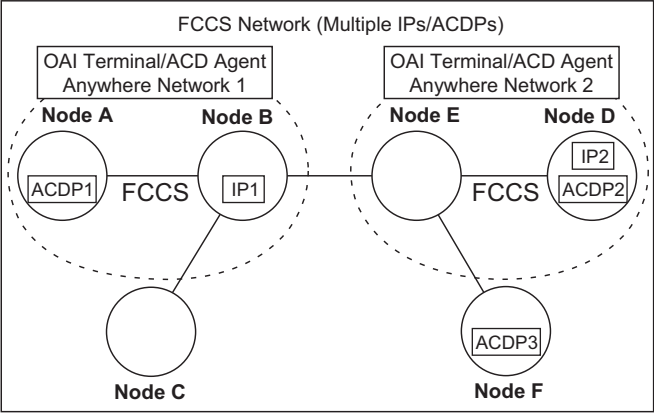 FCCS Network (Multiple IPs/ACDPs)
OAI Terminal/ACD Agent
Anywhere Network 1
OAI Terminal/ACD Agent
Anywhere Network 2
Node A
Node B
Node E
Node D
ACDP1
FCCS
IP1
FCCS
IP2
ACDP2
ACDP3
Node C
Node F